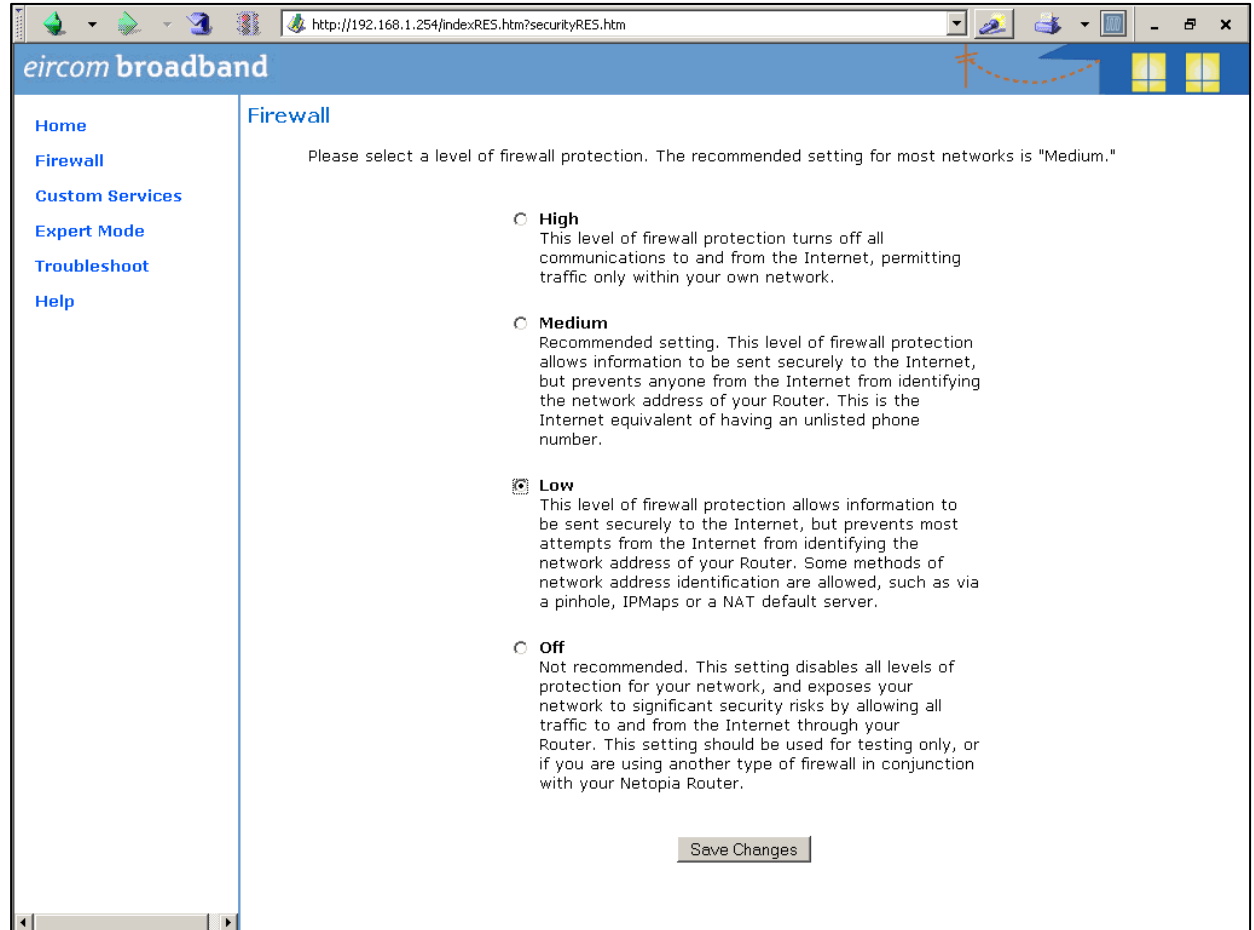 http://192.168.1.254/indexRES.htm?securityRES.htm
eircom broadband
Home
Firewall
Custom Services
Expert Mode
Troubleshoot
Help
Firewall
Please select a level of firewall protection. The recommended setting for most networks is "Medium."
High
This level of firewall protection turns off all
communications to and from the Internet, permitting
traffic only within your own network.
Medium
Recommended setting. This level of firewall protection
allows information to be sent securely to the Internet,
but prevents anyone from the Internet from identifying
the network address of your Router. This is the
Internet equivalent of having an unlisted phone
number.
Low
This level of firewall protection allows information to
be sent securely to the Internet, but prevents most
attempts from the Internet from identifying the
network address of your Router. Some methods of
network address identification are allowed, such as via
a pinhole, IPMaps or a NAT default server.
Off
Not recommended. This setting disables all levels of
protection for your network, and exposes your
network to significant security risks by allowing all
traffic to and from the Internet through your
Router. This setting should be used for testing only, or
if you are using another type of firewall in conjunction
with your Netopia Router.
Save Changes